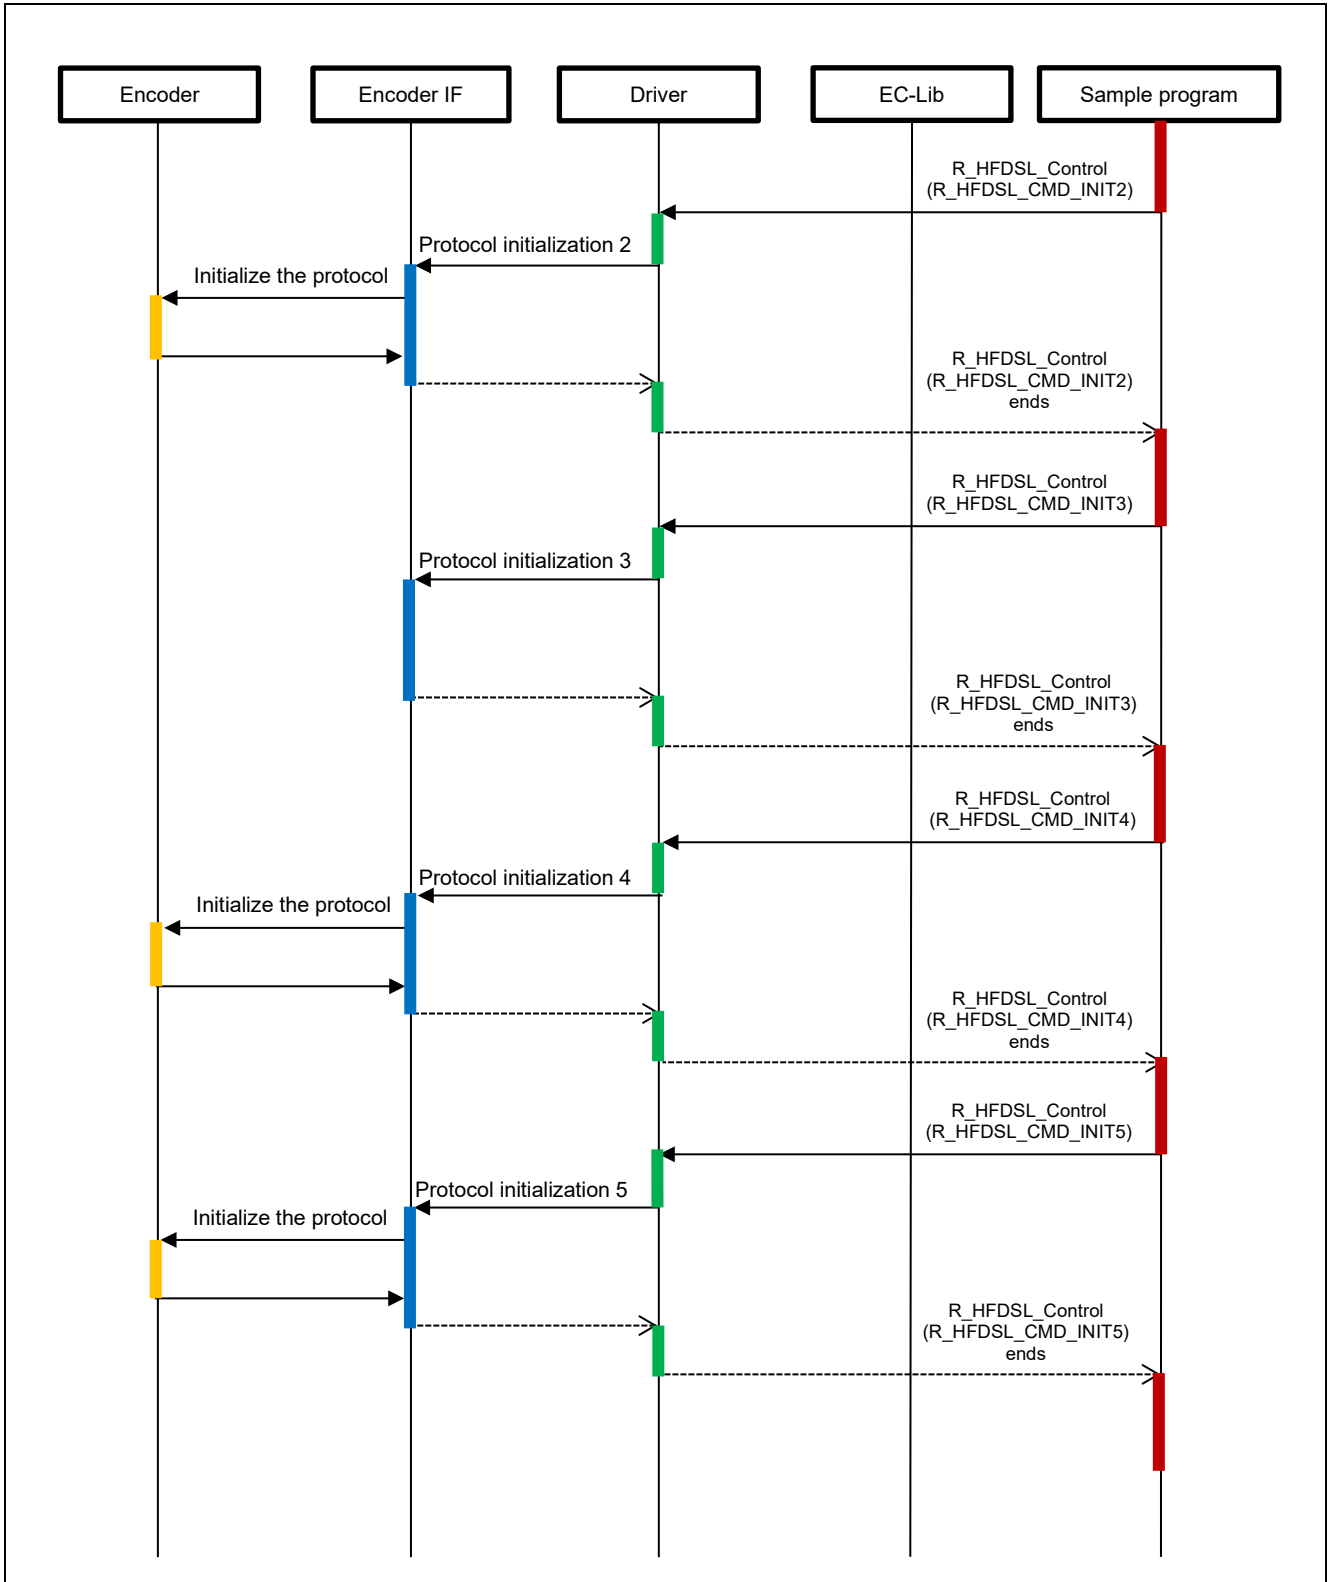 Encoder
Encoder IF
Driver
EC-Lib
Sample program
R_HFDSL_Control
(R_HFDSL_CMD_INIT2)
Protocol initialization 2
Initialize the protocol
R_HFDSL_Control
(R_HFDSL_CMD_INIT2)
ends
R_HFDSL_Control
(R_HFDSL_CMD_INIT3)
Protocol initialization 3
R_HFDSL_Control
(R_HFDSL_CMD_INIT3)
ends
R_HFDSL_Control
(R_HFDSL_CMD_INIT4)
Protocol initialization 4
Initialize the protocol
R_HFDSL_Control
(R_HFDSL_CMD_INIT4)
ends
R_HFDSL_Control
(R_HFDSL_CMD_INIT5)
Protocol initialization 5
Initialize the protocol
R_HFDSL_Control
(R_HFDSL_CMD_INIT5)
ends